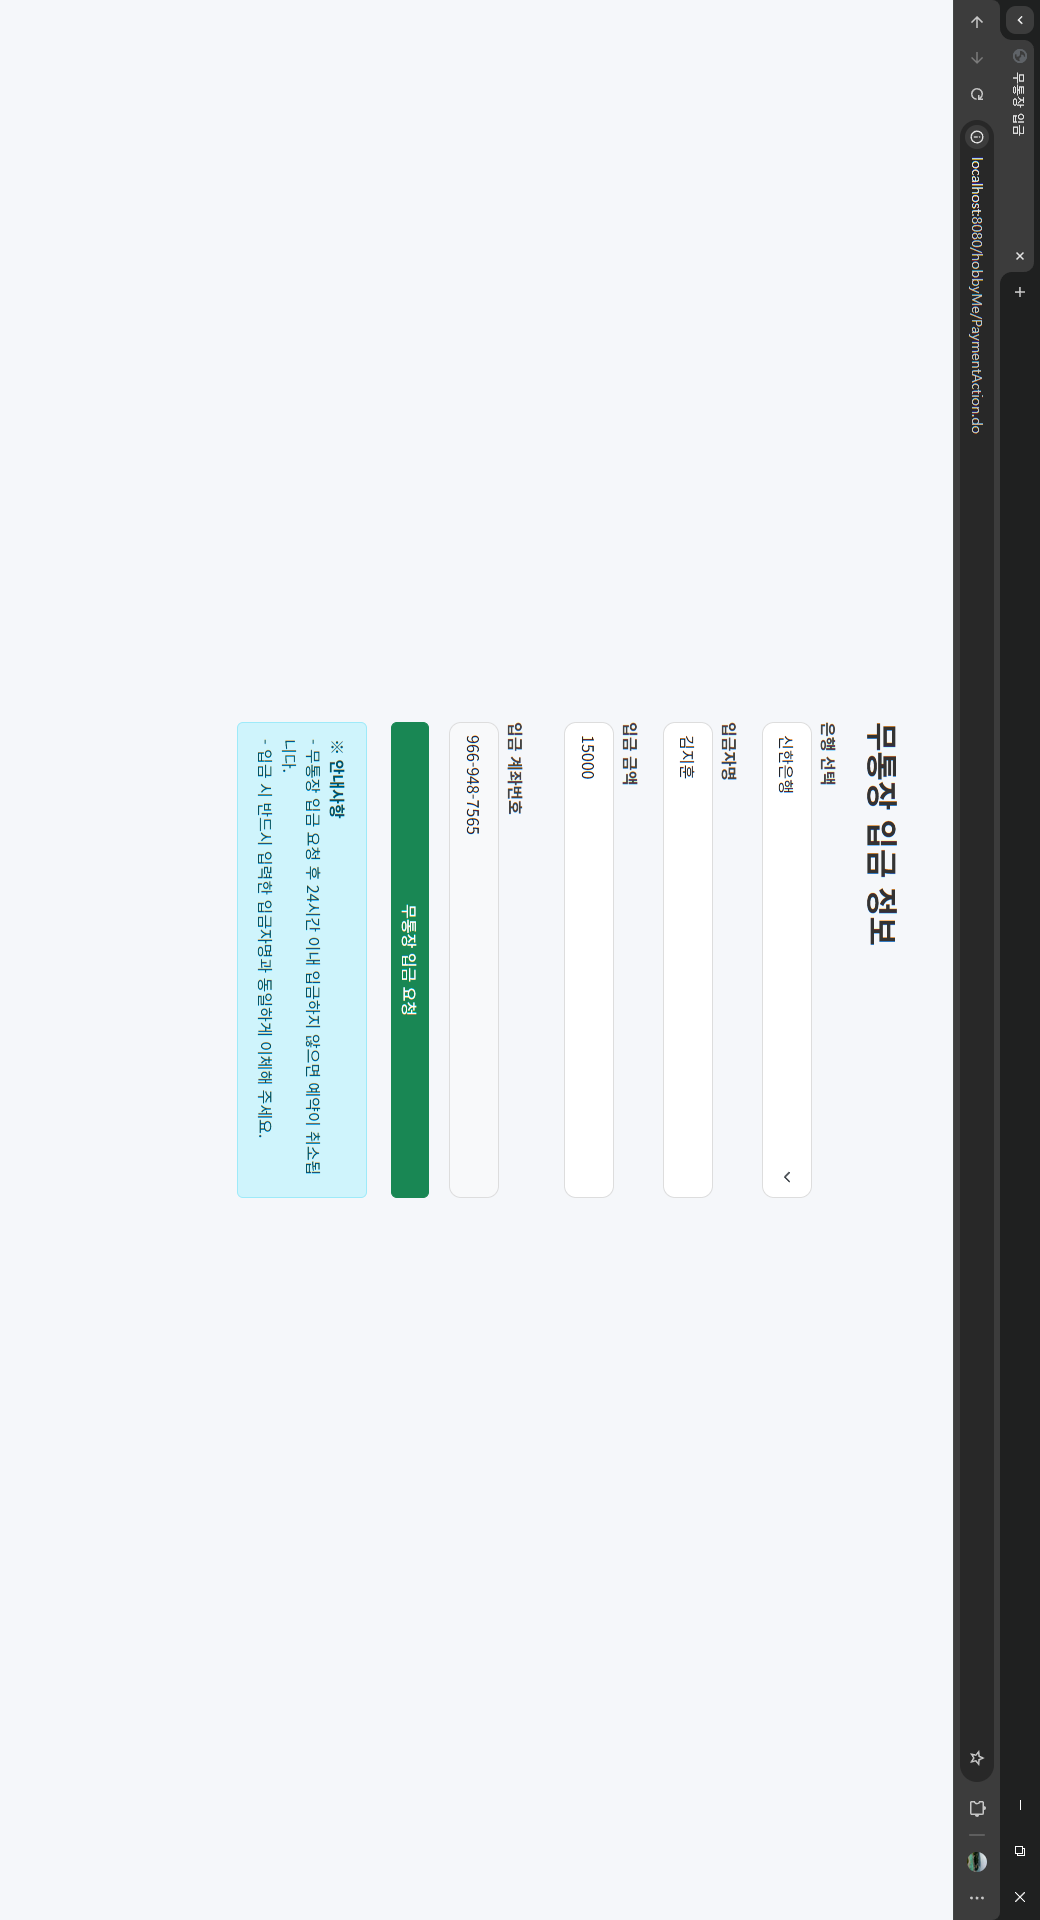 무통장 입금
localhost:8080/hobbyMe/PaymentAction.do
무통장 입금 정보
은행 선택
신한은행
입금자명
김지훈
입금 금액
15000
입금 계좌번호
966-948-7565
무통장 입금 요청
※ 안내사항
- 무통장 입금 요청 후 24시간 이내 입금하지 않으면 예약이 취소됩
니다.
- 입금 시 반드시 입력한 입금자명과 동일하게 이체해 주세요.